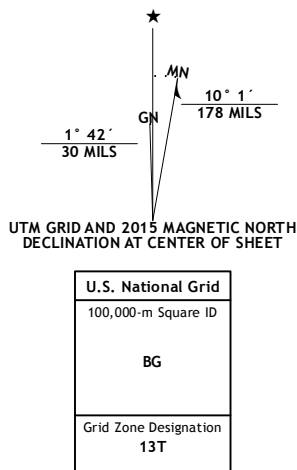 ★
MN
GN
10° 1´
178 MILS
1° 42´
30 MILS
UTM GRID AND 2015 MAGNETIC NORTH
DECLINATION AT CENTER OF SHEET
U.S. National Grid
100,000-m Square ID
BG
Grid Zone Designation
13T